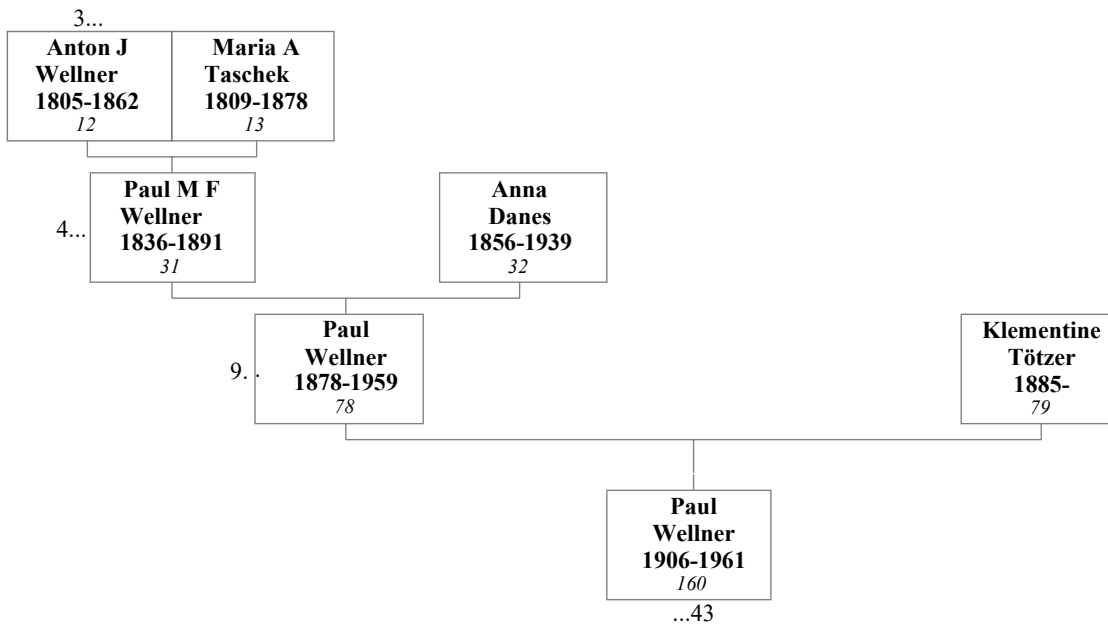 3...
Anton J
Wellner
1805-1862
12
Maria A
Taschek
1809-1878
13
4...
Paul M F
Wellner
1836-1891
31
Anna
Danes
1856-1939
32
9. .
Paul
Wellner
1878-1959
78
Klementine
Tötzer
1885-
79
Paul
Wellner
1906-1961
160
...43